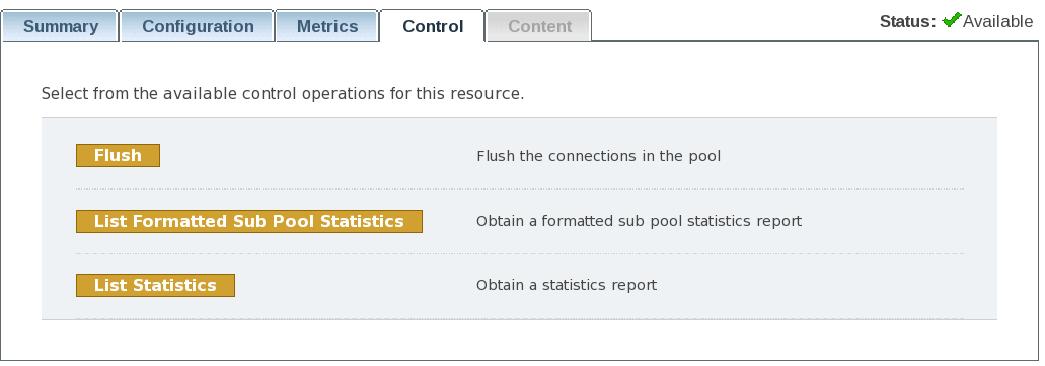 Summary Configuration Metrics Control Content Status: Available
Select from the available control operations for this resource.
Flush Flush the connections in the pool
List Formatted Sub Pool Statistics Obtain a formatted sub pool statistics report
List Statistics Obtain a statistics report